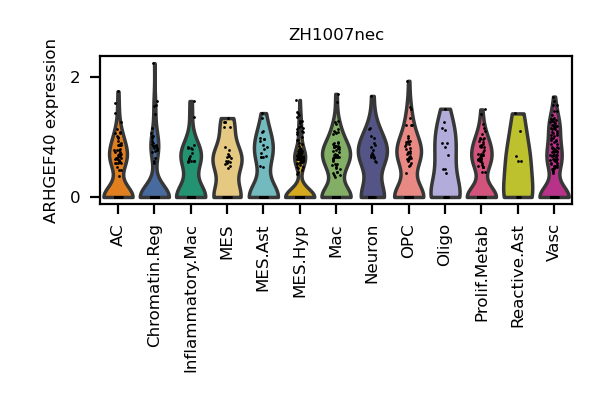 ZH1007nec
ARHGEF40 expression
2
0
AC
Chromatin.Reg
Inflammatory.Mac
MES
MES.Ast
MES.Hyp
Mac
Neuron
OPC
Oligo
Prolif.Metab
Reactive.Ast
Vasc